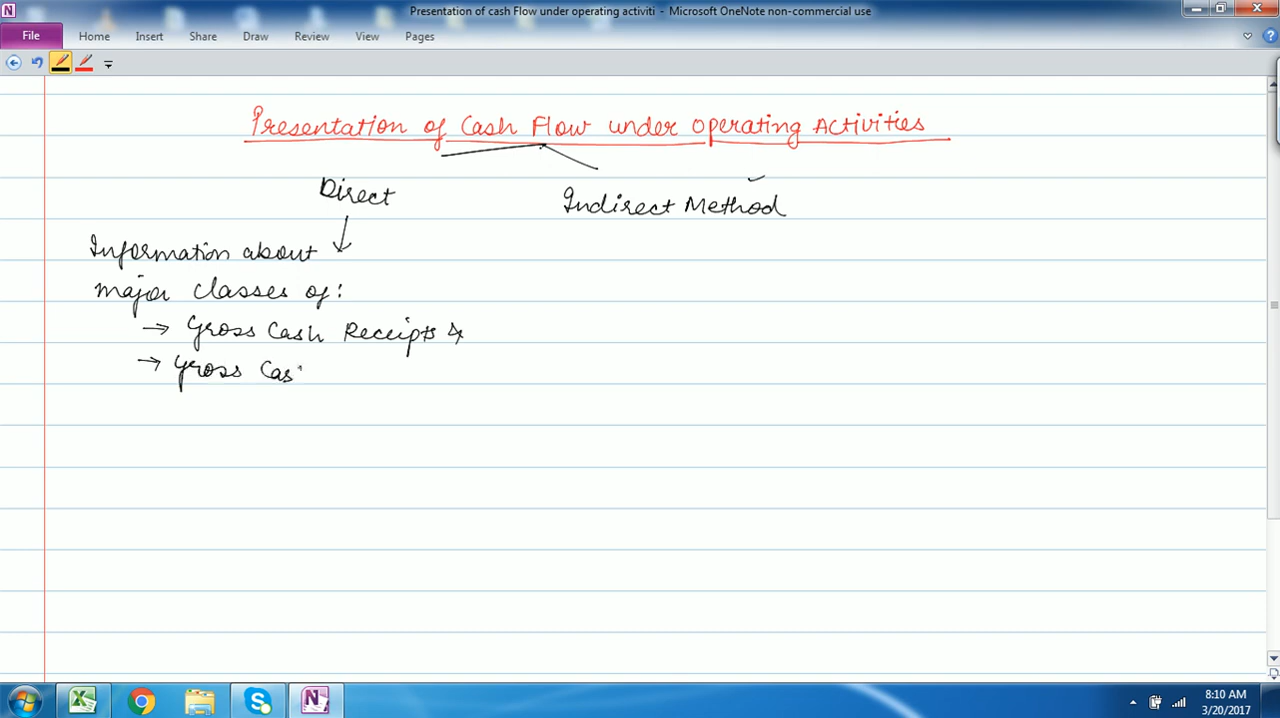 Presentation of cash Flow under operating activiti - Microsoft OneNote non-commercial use
File Home Insert Share Draw Review View Pages
Presentation of Cash Flow under Operating Activities
Direct Indirect Method
Information about
major classes of:
→ Gross Cash Receipts &
→ Gross Cas
8:10 AM
3/20/2017